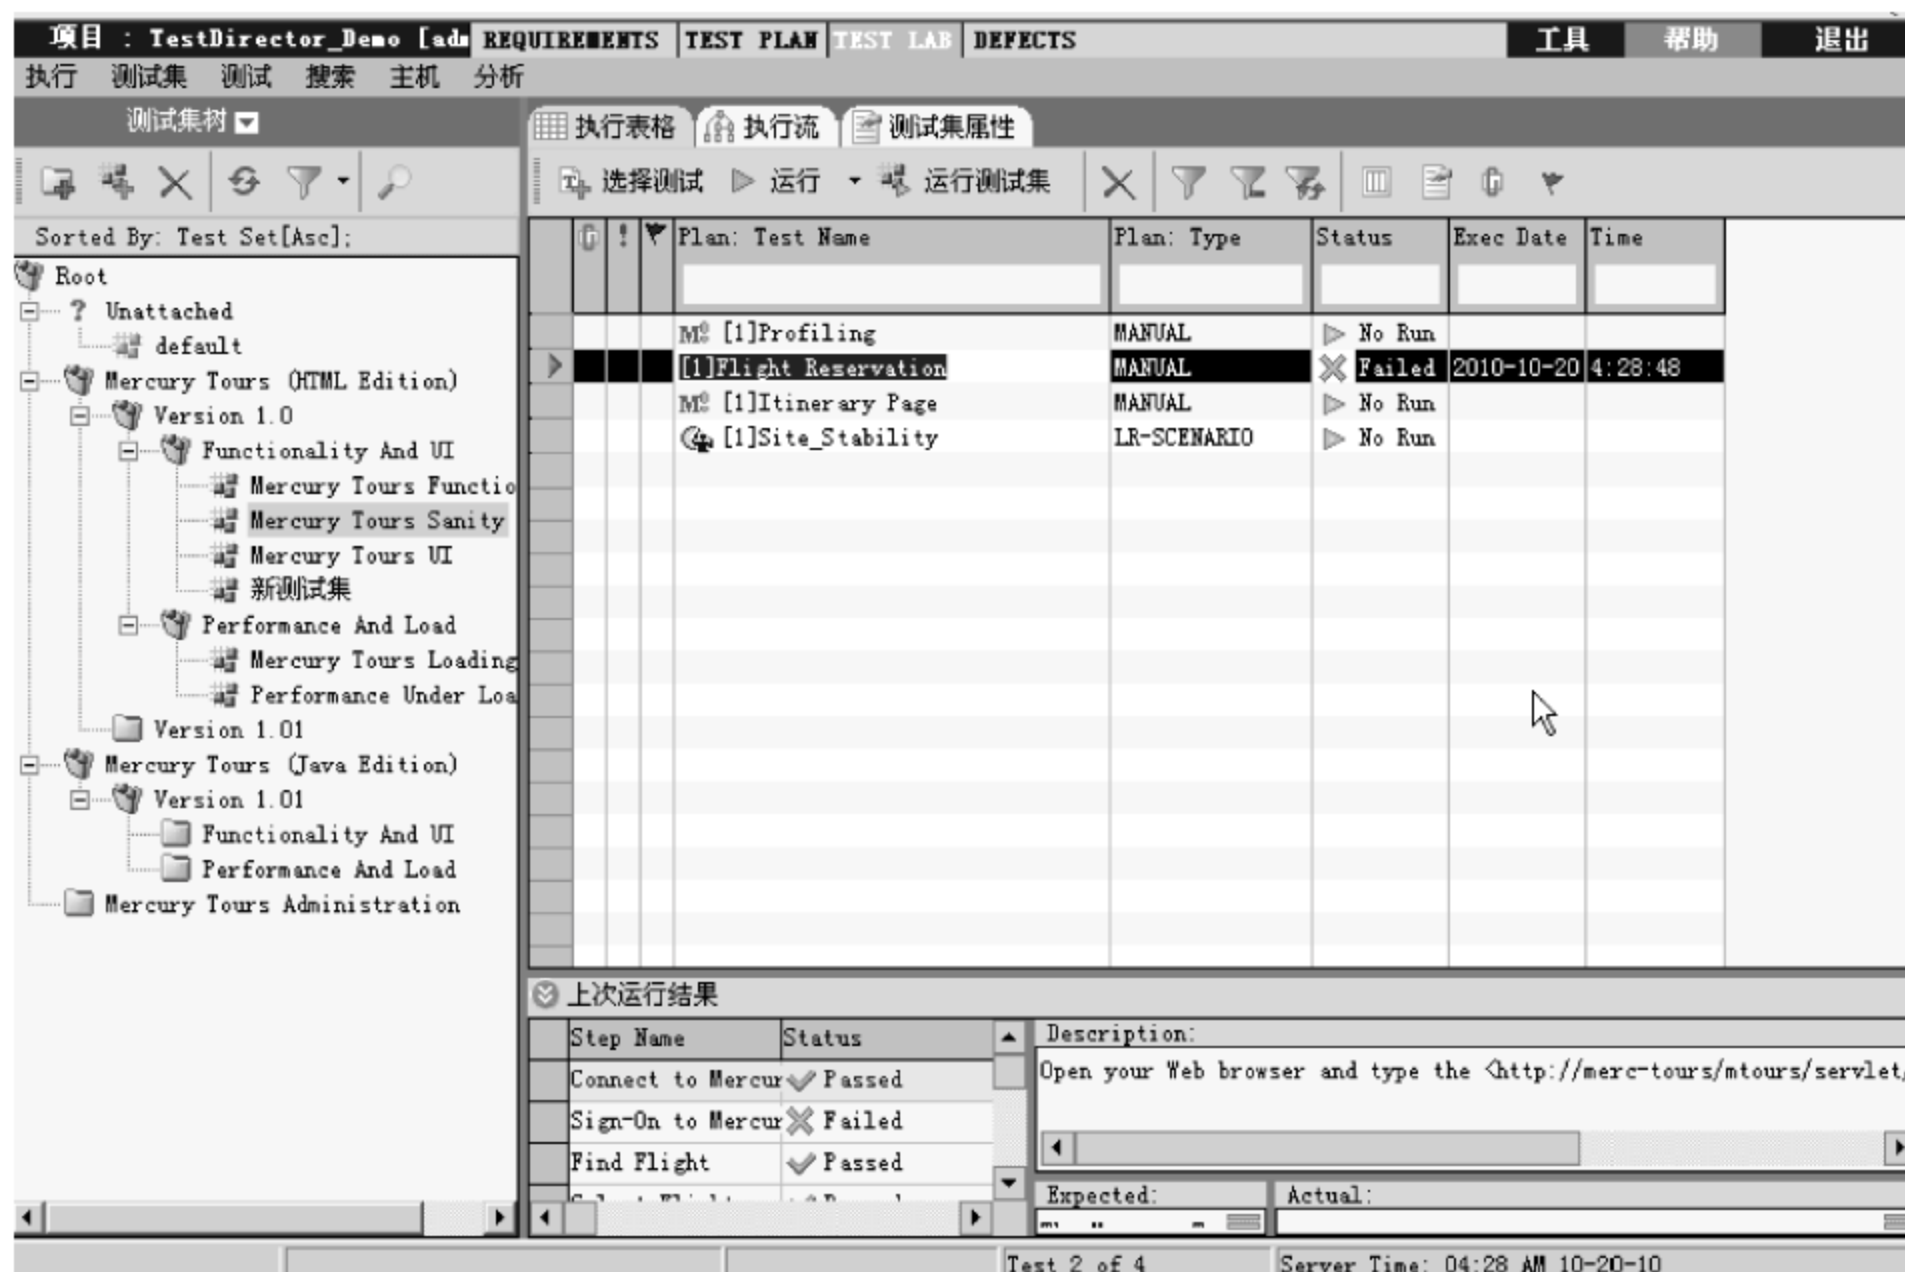 项目 : TestDirector_Demo [adm REQUIREMENTS TEST PLAN TEST LAB DEFECTS 工具 帮助 退出
执行 测试集 测试 搜索 主机 分析
测试集树
执行表格 执行流 测试集属性
选择测试 运行 运行测试集
Sorted By: Test Set[Asc];
Plan: Test Name Plan: Type Status Exec Date Time
Root
Unattached
default
Mercury Tours (HTML Edition)
Version 1.0
Functionality And UI
Mercury Tours Functio
Mercury Tours Sanity
Mercury Tours UI
新测试集
Performance And Load
Mercury Tours Loading
Performance Under Loa
Version 1.01
Mercury Tours (Java Edition)
Version 1.01
Functionality And UI
Performance And Load
Mercury Tours Administration
[1]Profiling MANUAL No Run
[1]Flight Reservation MANUAL Failed 2010-10-20 4:28:48
[1]Itinerary Page MANUAL No Run
[1]Site_Stability LR-SCENARIO No Run
上次运行结果
Step Name Status
Connect to Mercur Passed
Sign-On to Mercur Failed
Find Flight Passed
Description:
Open your Web browser and type the <http://merc-tours/mtours/servlet/
Expected: Actual:
Test 2 of 4 Server Time: 04:28 AM 10-20-10